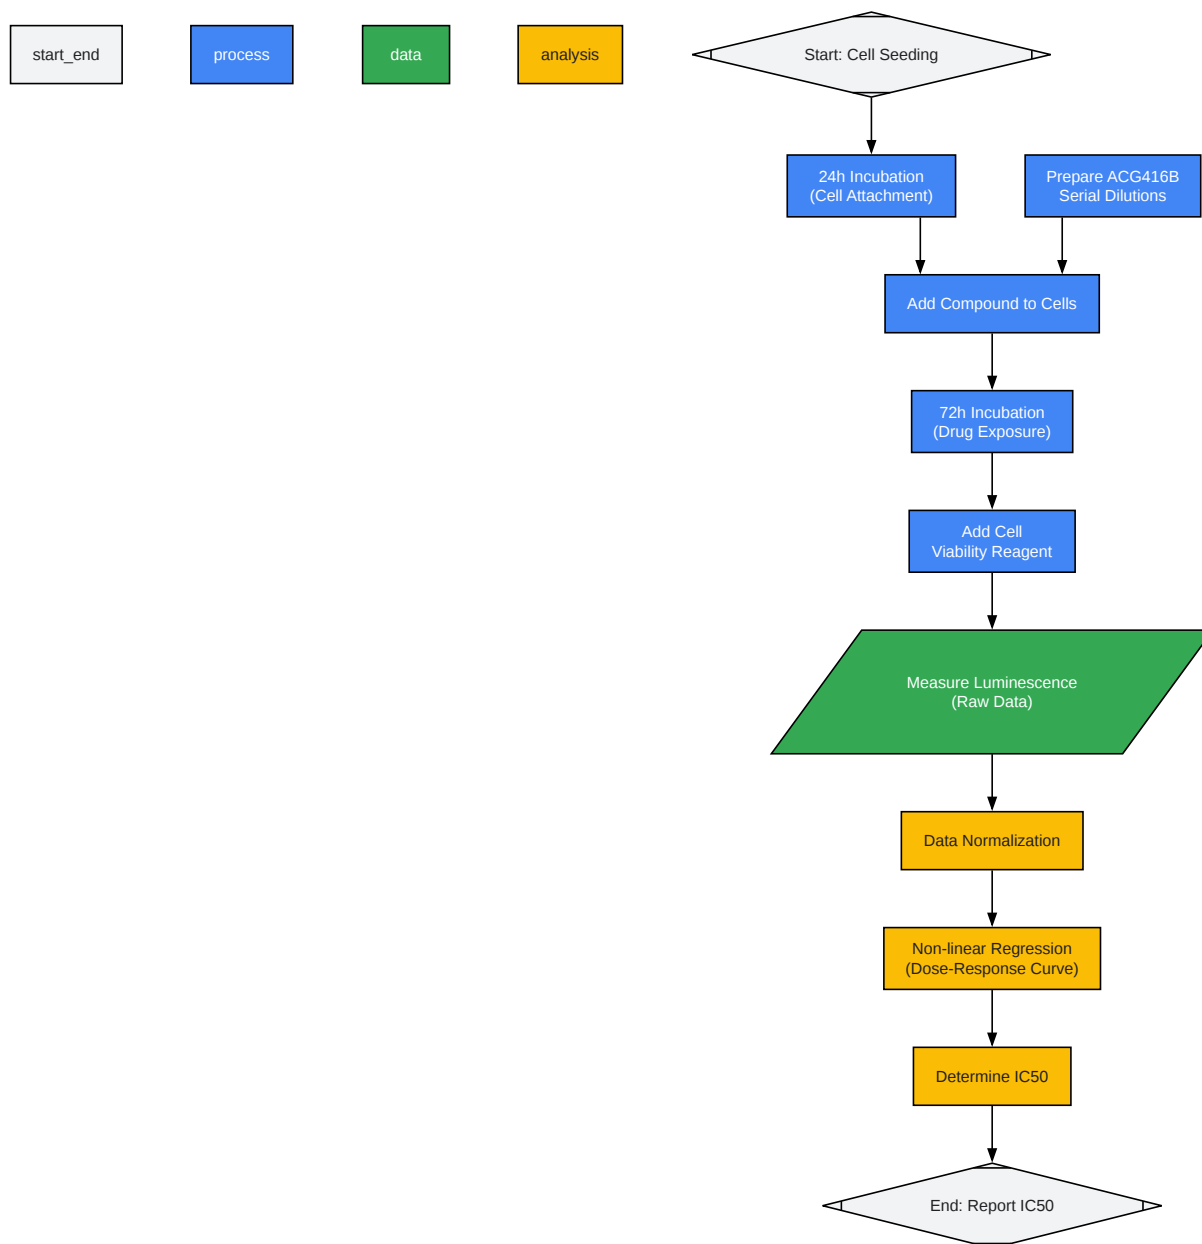 start_end
process
data
analysis
Start: Cell Seeding
24h Incubation
(Cell Attachment)
Prepare ACG416B
Serial Dilutions
Add Compound to Cells
72h Incubation
(Drug Exposure)
Add Cell
Viability Reagent
Measure Luminescence
(Raw Data)
Data Normalization
Non-linear Regression
(Dose-Response Curve)
Determine IC50
End: Report IC50